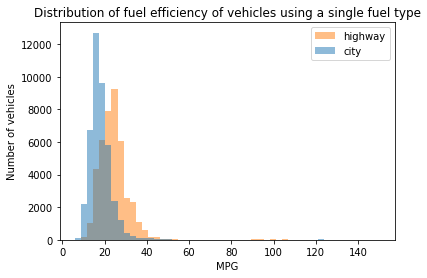 Distribution of fuel efficiency of vehicles using a single fuel type
highway
city
12000
10000
8000
6000
4000
2000
0
Number of vehicles
0 20 40 60 80 100 120 140
MPG